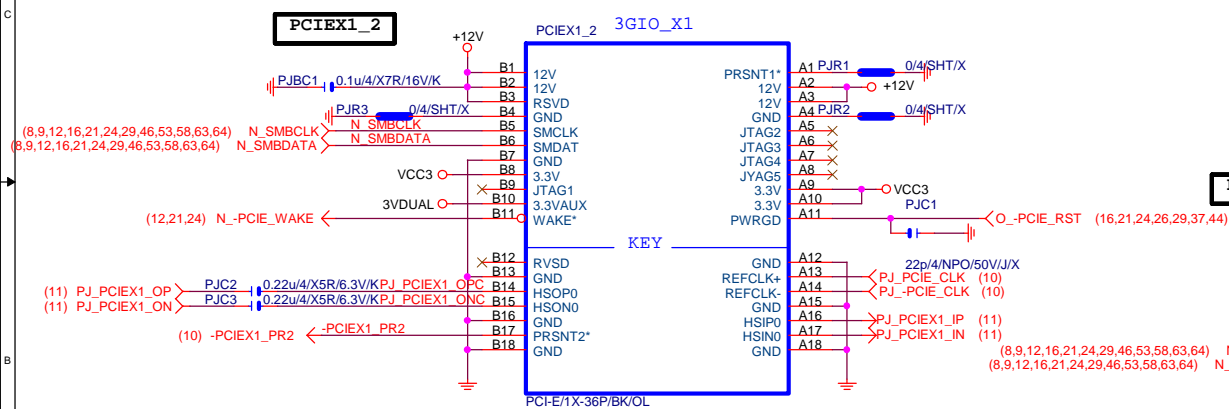 C
PCIEX1_2
PCIEX1_2 3GIO_X1
+12V
PJBC1 0.1u/4/X7R/16V/K
B1 12V
B2 12V
B3 RSVD
PJR3 0/4/SHT/X B4 GND
(8,9,12,16,21,24,29,46,53,58,63,64) N_SMBCLK N_SMBCLK B5 SMCLK
(8,9,12,16,21,24,29,46,53,58,63,64) N_SMBDATA N_SMBDATA B6 SMDAT
B7 GND
VCC3 B8 3.3V
B9 JTAG1
3VDUAL B10 3.3VAUX
(12,21,24) N_-PCIE_WAKE B11 WAKE*
KEY
B12 RVSD
B13 GND
(11) PJ_PCIEX1_OP PJC2 0.22u/4/X5R/6.3V/K PJ_PCIEX1_OPC B14 HSOP0
(11) PJ_PCIEX1_ON PJC3 0.22u/4/X5R/6.3V/K PJ_PCIEX1_ONC B15 HSON0
B16 GND
(10) -PCIEX1_PR2 -PCIEX1_PR2 B17 PRSNT2*
B18 GND
B
PRSNT1* A1 PJR1 0/4/SHT/X
12V A2 +12V
12V A3
GND A4 PJR2 0/4/SHT/X
JTAG2 A5
JTAG3 A6
JTAG4 A7
JYAG5 A8
3.3V A9 VCC3
3.3V A10
PWRGD A11 PJC1 O_-PCIE_RST (16,21,24,26,29,37,44)
22p/4/NPO/50V/J/X
GND A12
REFCLK+ A13 PJ_PCIE_CLK (10)
REFCLK- A14 PJ_-PCIE_CLK (10)
GND A15
HSIP0 A16 PJ_PCIEX1_IP (11)
HSIN0 A17 PJ_PCIEX1_IN (11)
GND A18
(8,9,12,16,21,24,29,46,53,58,63,64)
(8,9,12,16,21,24,29,46,53,58,63,64) N_
PCI-E/1X-36P/BK/OL